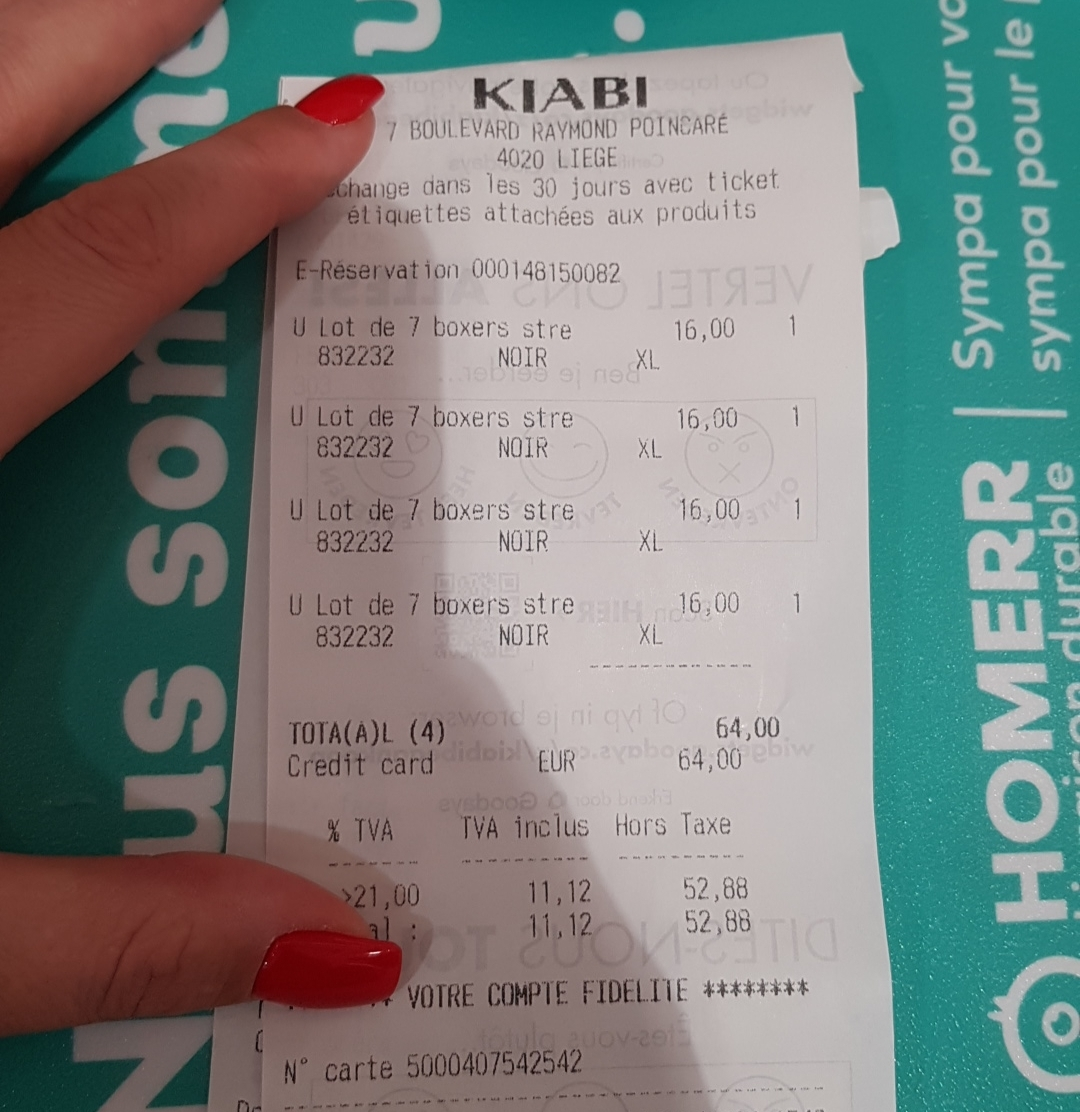 KIABI
7 BOULEVARD RAYMOND POINCARÉ
4020 LIEGE
change dans les 30 jours avec ticket
étiquettes attachées aux produits
E-Réservation 000148150082
U Lot de 7 boxers stre 16,00 1
832232 NOIR XL
U Lot de 7 boxers stre 16,00 1
832232 NOIR XL
U Lot de 7 boxers stre 16,00 1
832232 NOIR XL
U Lot de 7 boxers stre 16,00 1
832232 NOIR XL
TOTA(A)L (4) 64,00
Credit card EUR 64,00
% TVA TVA inclus Hors Taxe
>21,00 11,12 52,88
al : 11,12 52,88
* VOTRE COMPTE FIDELITE ********
N° carte 5000407542542
Nous somm
HOMERR | Sympa pour vo
sympa pour le
durable